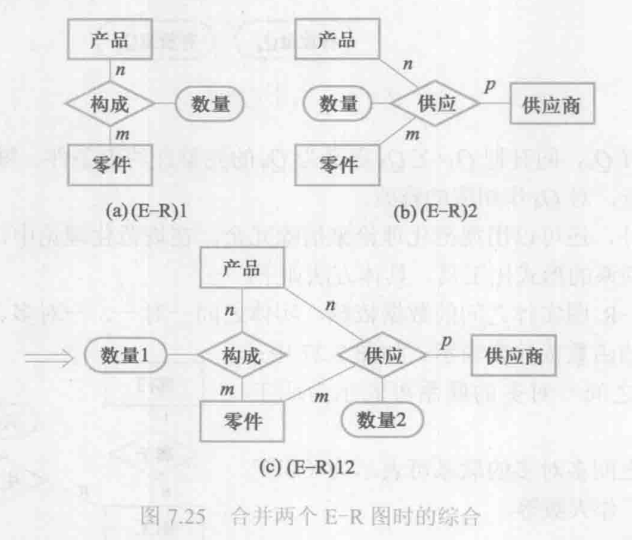 产品
n
构成
数量
m
零件
(a) (E-R)1
产品
n
数量
供应
p
供应商
m
零件
(b) (E-R)2
产品
n
n
数量1
构成
供应
p
供应商
m
m
零件
数量2
(c) (E-R)12
图 7.25 合并两个 E-R 图时的综合